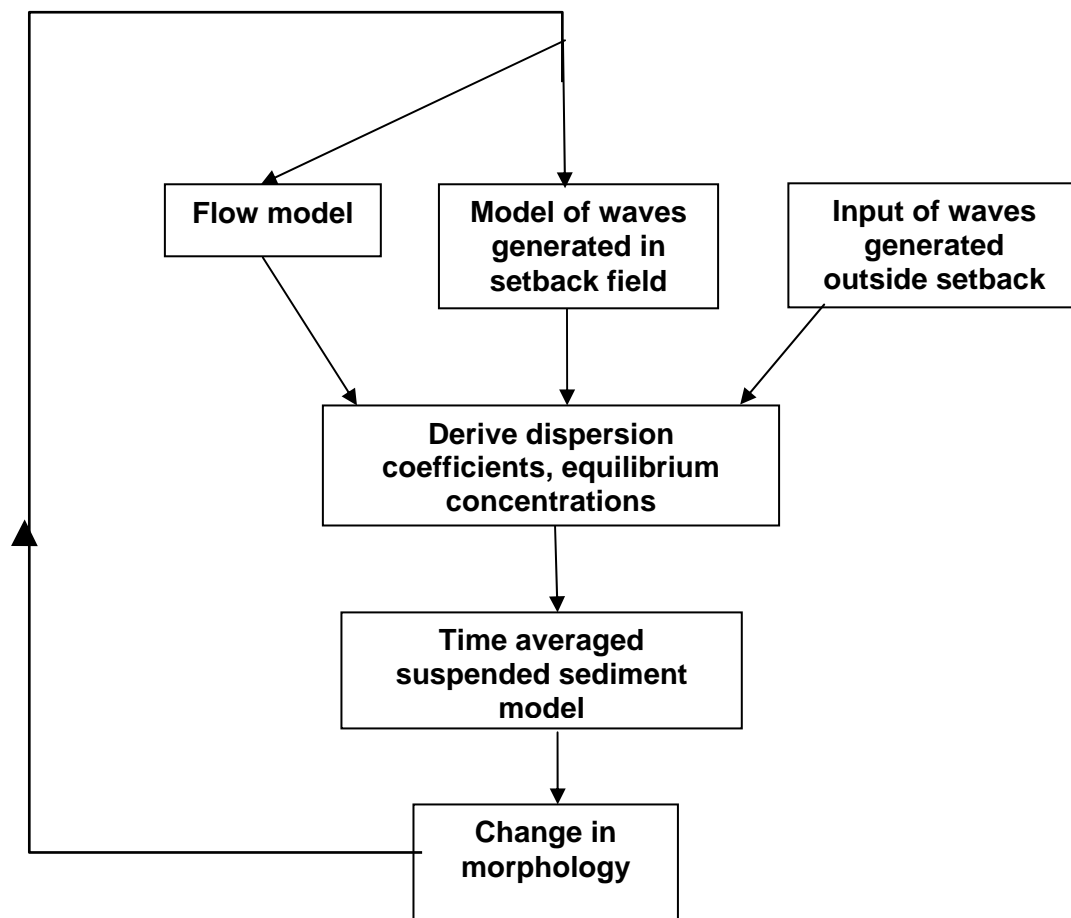 Flow model
Model of waves
generated in
setback field
Input of waves
generated
outside setback
Derive dispersion
coefficients, equilibrium
concentrations
Time averaged
suspended sediment
model
Change in
morphology